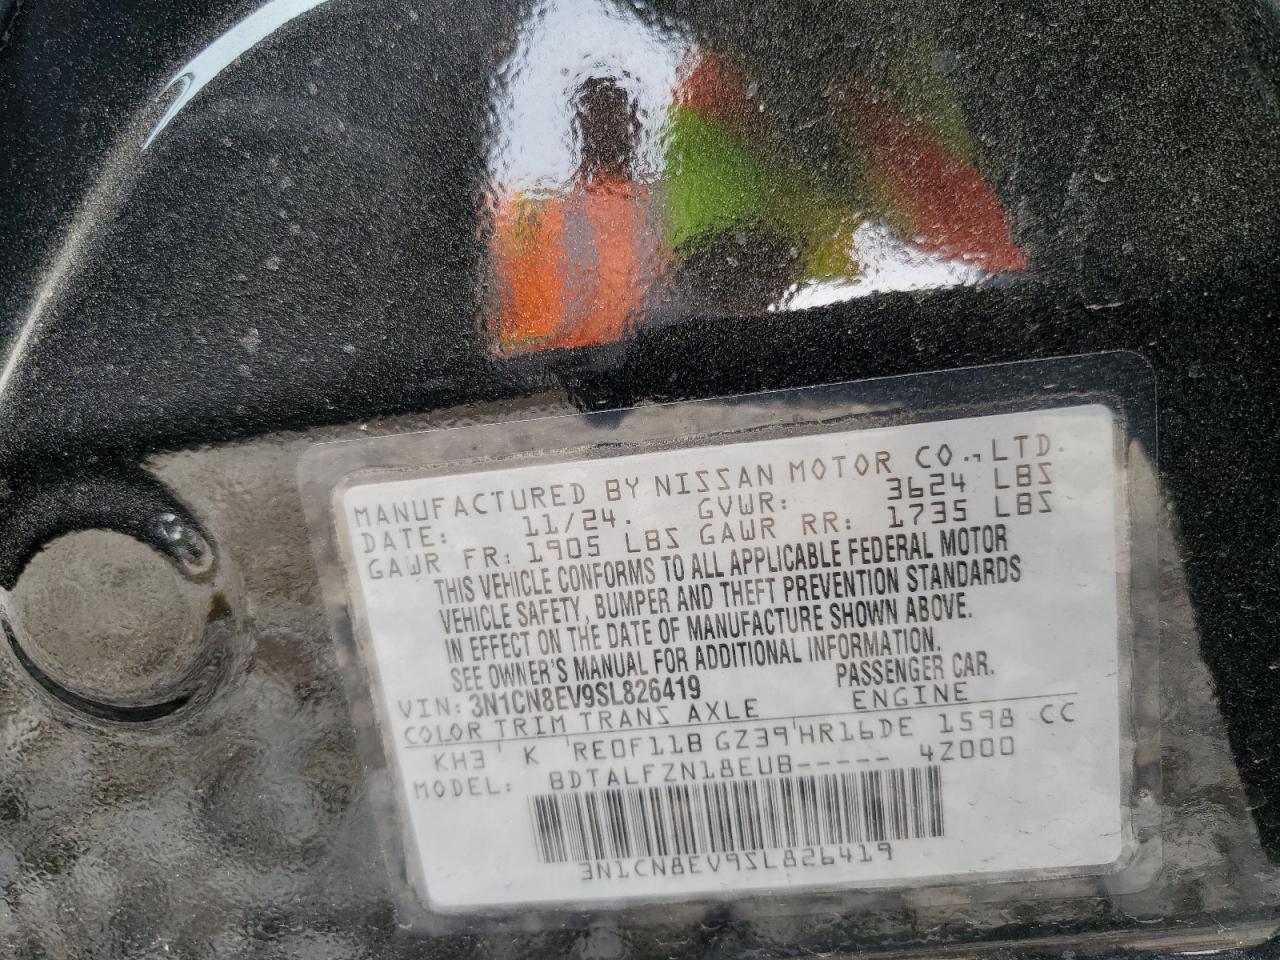 MANUFACTURED BY NISSAN MOTOR CO., LTD.
DATE: 11/24. GVWR: 3624 LBS
GAWR FR: 1905 LBS GAWR RR: 1735 LBS
THIS VEHICLE CONFORMS TO ALL APPLICABLE FEDERAL MOTOR
VEHICLE SAFETY, BUMPER AND THEFT PREVENTION STANDARDS
IN EFFECT ON THE DATE OF MANUFACTURE SHOWN ABOVE.
SEE OWNER'S MANUAL FOR ADDITIONAL INFORMATION.
VIN: 3N1CN8EV9SL826419 PASSENGER CAR.
COLOR TRIM TRANS AXLE ENGINE
KH3 K RE0F11B GZ39 HR16DE 1598 CC
MODEL: BDTALFZN18EUB----- 4Z000
3N1CN8EV9SL826419